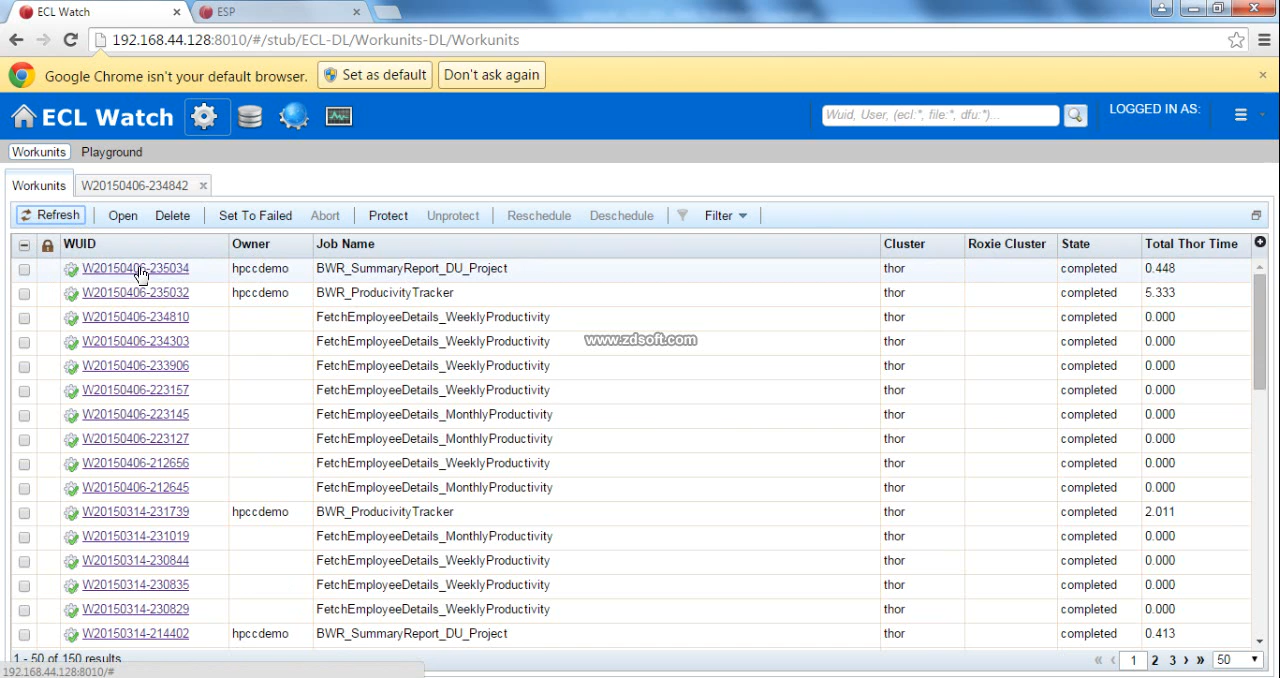 ECL Watch ESP
192.168.44.128:8010/#/stub/ECL-DL/Workunits-DL/Workunits
Google Chrome isn't your default browser. Set as default Don't ask again
ECL Watch Wuid, User, (ecl:*, file:*, dfu:*)... LOGGED IN AS:
Workunits Playground
Workunits W20150406-234842
Refresh Open Delete Set To Failed Abort Protect Unprotect Reschedule Deschedule Filter
WUID Owner Job Name Cluster Roxie Cluster State Total Thor Time
W20150406-235034 hpccdemo BWR_SummaryReport_DU_Project thor completed 0.448
W20150406-235032 hpccdemo BWR_ProducivityTracker thor completed 5.333
W20150406-234810 FetchEmployeeDetails_WeeklyProductivity thor completed 0.000
W20150406-234303 FetchEmployeeDetails_WeeklyProductivity www.zdsoft.com thor completed 0.000
W20150406-233906 FetchEmployeeDetails_WeeklyProductivity thor completed 0.000
W20150406-223157 FetchEmployeeDetails_WeeklyProductivity thor completed 0.000
W20150406-223145 FetchEmployeeDetails_MonthlyProductivity thor completed 0.000
W20150406-223127 FetchEmployeeDetails_MonthlyProductivity thor completed 0.000
W20150406-212656 FetchEmployeeDetails_WeeklyProductivity thor completed 0.000
W20150406-212645 FetchEmployeeDetails_MonthlyProductivity thor completed 0.000
W20150314-231739 hpccdemo BWR_ProducivityTracker thor completed 2.011
W20150314-231019 FetchEmployeeDetails_MonthlyProductivity thor completed 0.000
W20150314-230844 FetchEmployeeDetails_WeeklyProductivity thor completed 0.000
W20150314-230835 FetchEmployeeDetails_WeeklyProductivity thor completed 0.000
W20150314-230829 FetchEmployeeDetails_WeeklyProductivity thor completed 0.000
W20150314-214402 hpccdemo BWR_SummaryReport_DU_Project thor completed 0.413
1 - 50 of 150 results « ‹ 1 2 3 › » 50
192.168.44.128:8010/#